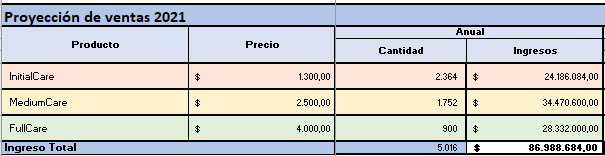 Proyección de ventas 2021
Producto Precio Anual
Cantidad Ingresos
InitialCare $ 1.300,00 2.364 $ 24.186.084,00
MediumCare $ 2.500,00 1.752 $ 34.470.600,00
FullCare $ 4.000,00 900 $ 28.332.000,00
Ingreso Total 5.016 $ 86.988.684,00